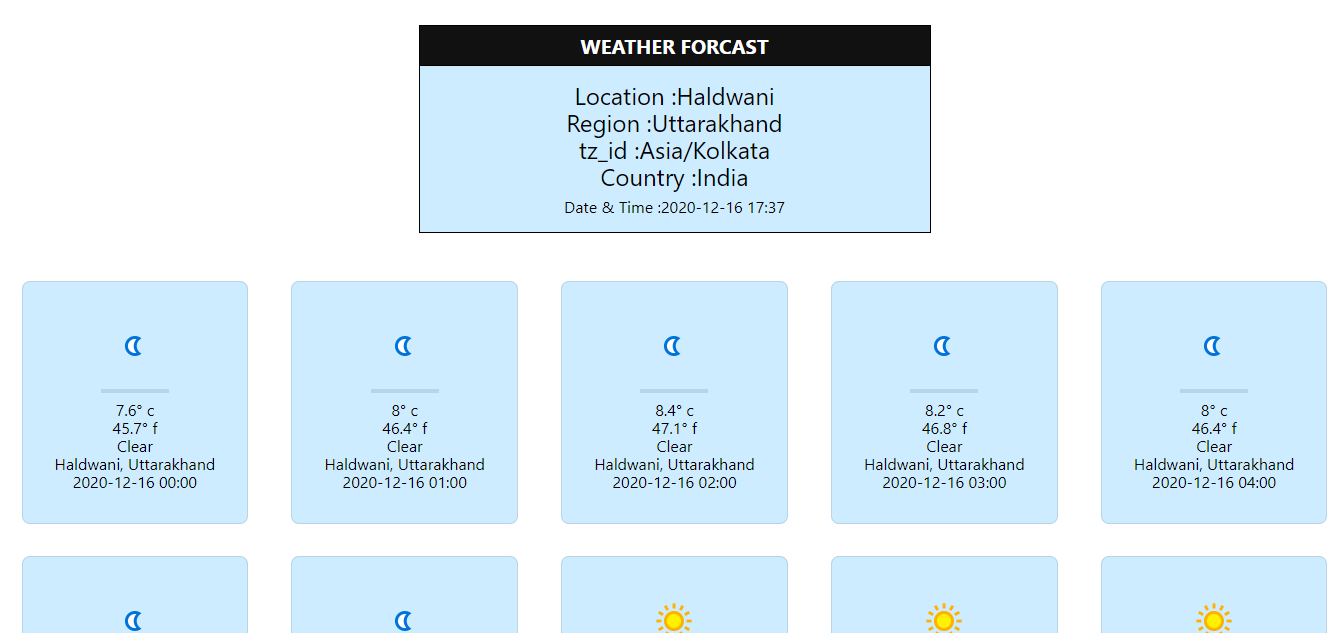 WEATHER FORCAST
Location :Haldwani
Region :Uttarakhand
tz_id :Asia/Kolkata
Country :India
Date & Time :2020-12-16 17:37
7.6° c
45.7° f
Clear
Haldwani, Uttarakhand
2020-12-16 00:00
8° c
46.4° f
Clear
Haldwani, Uttarakhand
2020-12-16 01:00
8.4° c
47.1° f
Clear
Haldwani, Uttarakhand
2020-12-16 02:00
8.2° c
46.8° f
Clear
Haldwani, Uttarakhand
2020-12-16 03:00
8° c
46.4° f
Clear
Haldwani, Uttarakhand
2020-12-16 04:00